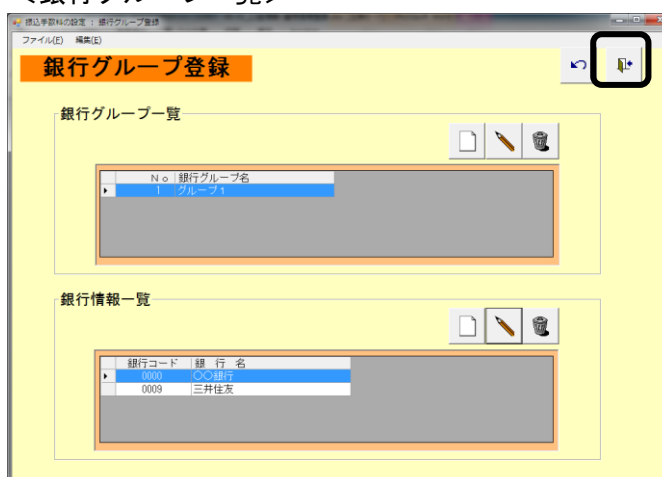 振込手数料の設定 : 銀行グループ登録
ファイル(F) 編集(E)
銀行グループ登録
銀行グループ一覧
No 銀行グループ名
1 グループ1
銀行情報一覧
銀行コード 銀 行 名
0000 〇〇銀行
0009 三井住友